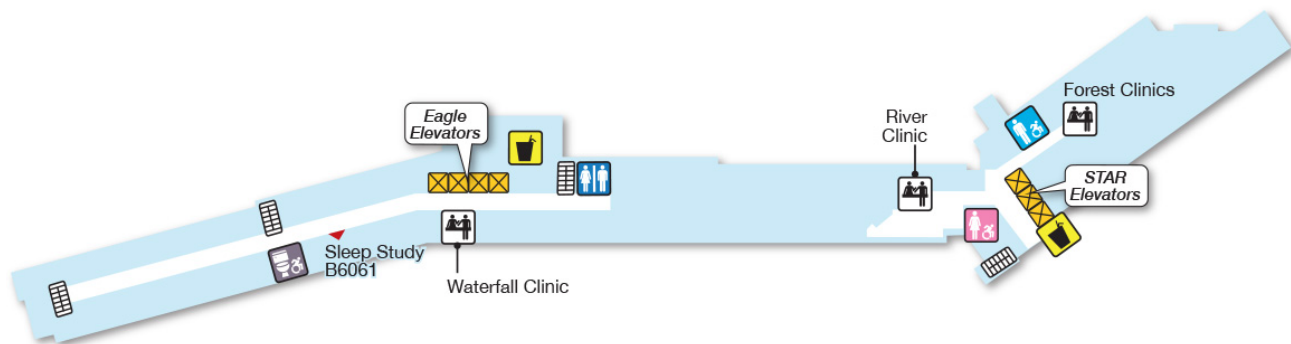 Eagle
Elevators
Sleep Study
B6061
Waterfall Clinic
River
Clinic
Forest Clinics
STAR
Elevators